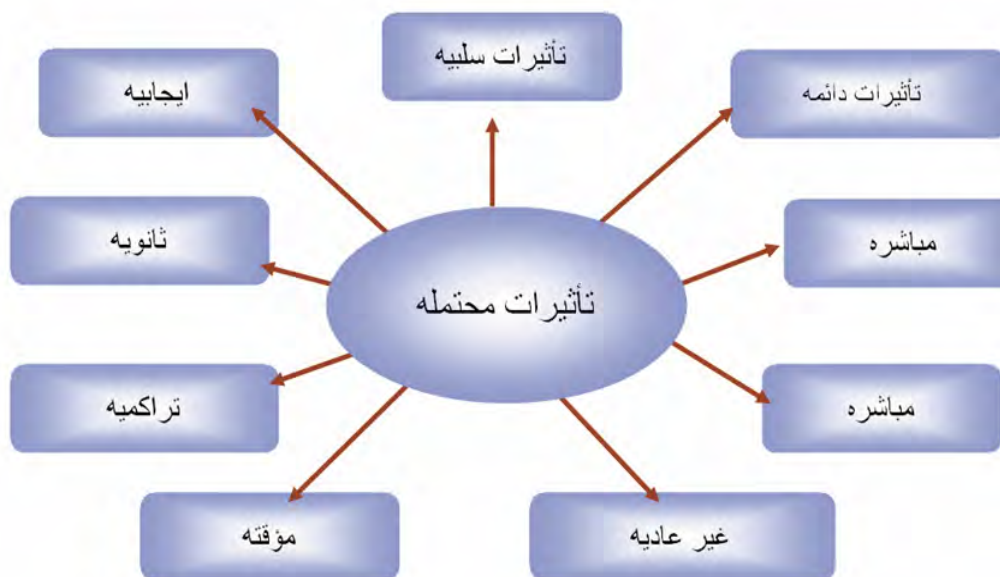 تأثيرات سلبيه
تأثيرات دائمه
ايجابيه
مباشره
ثانويه
تأثيرات محتمله
مباشره
تراكميه
غير عاديه
مؤقته